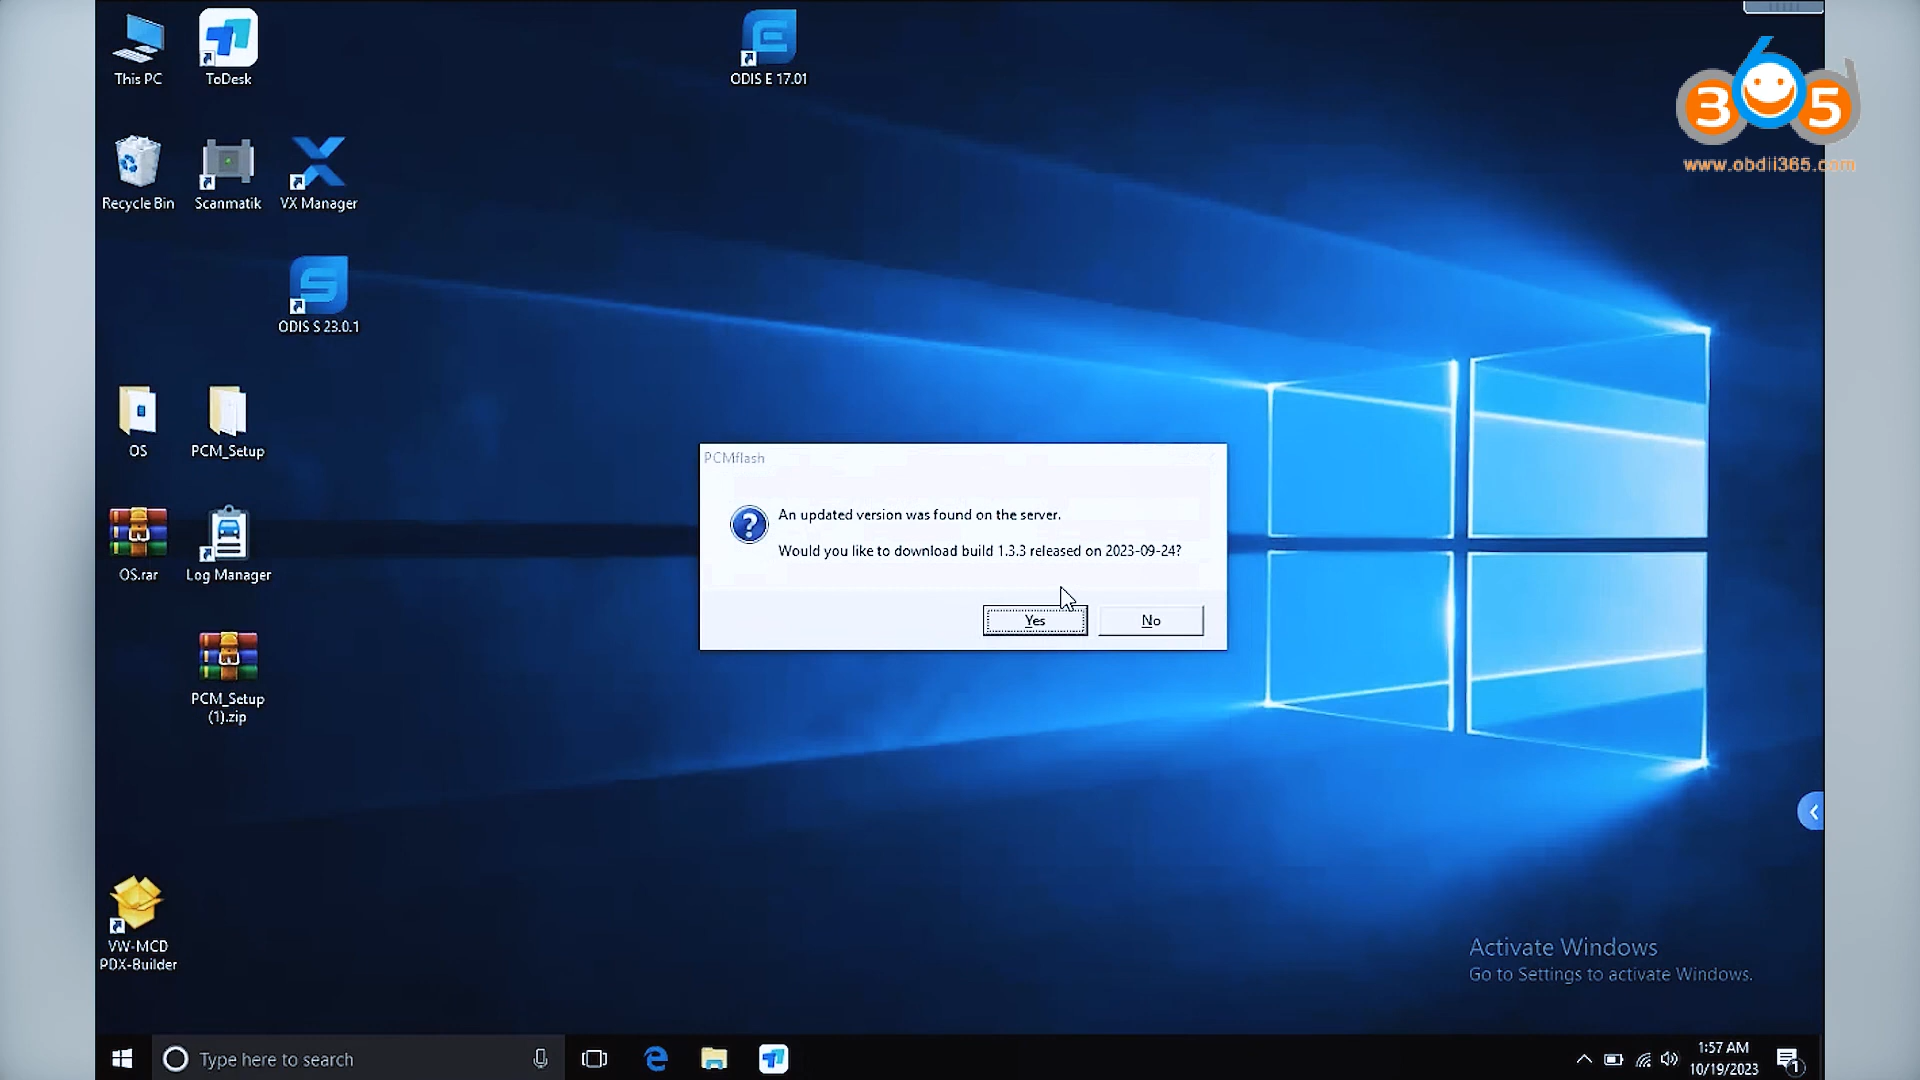 This PC
ToDesk
ODIS E 17.01
365
www.obdii365.com
Recycle Bin
Scanmatik
VX Manager
ODIS S 23.0.1
OS
PCM_Setup
PCMflash
An updated version was found on the server.
Would you like to download build 1.3.3 released on 2023-09-24?
Yes
No
OS.rar
Log Manager
PCM_Setup
(1).zip
VW-MCD
PDX-Builder
Activate Windows
Go to Settings to activate Windows.
Type here to search
1:57 AM
10/19/2023
1